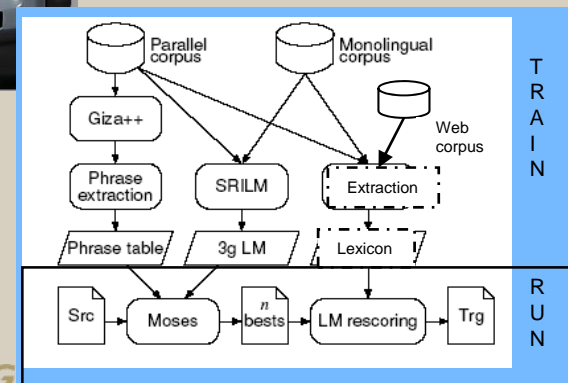 Parallel
corpus
Monolingual
corpus
Web
corpus
Giza++
Phrase
extraction
SRILM
Extraction
Phrase table
3g LM
Lexicon
T
R
A
I
N
Src
Moses
n
bests
LM rescoring
Trg
R
U
N